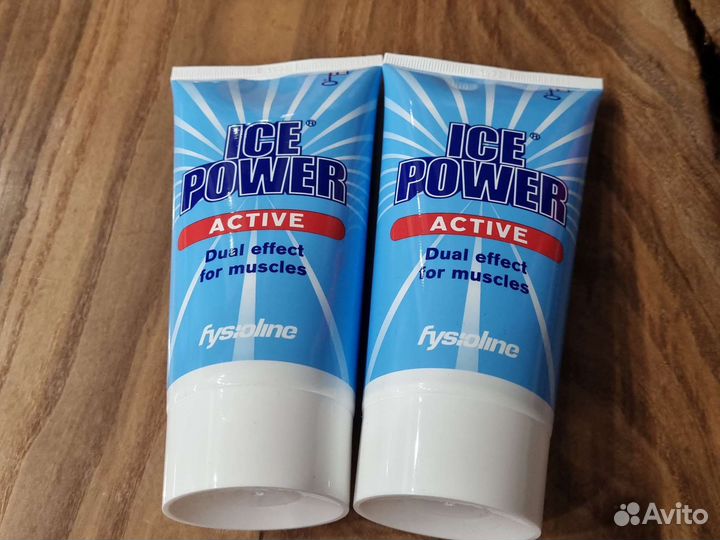 ICE®
POWER
ACTIVE
Dual effect
for muscles
fysioline
ICE®
POWER
ACTIVE
Dual effect
for muscles
fysioline
Avito